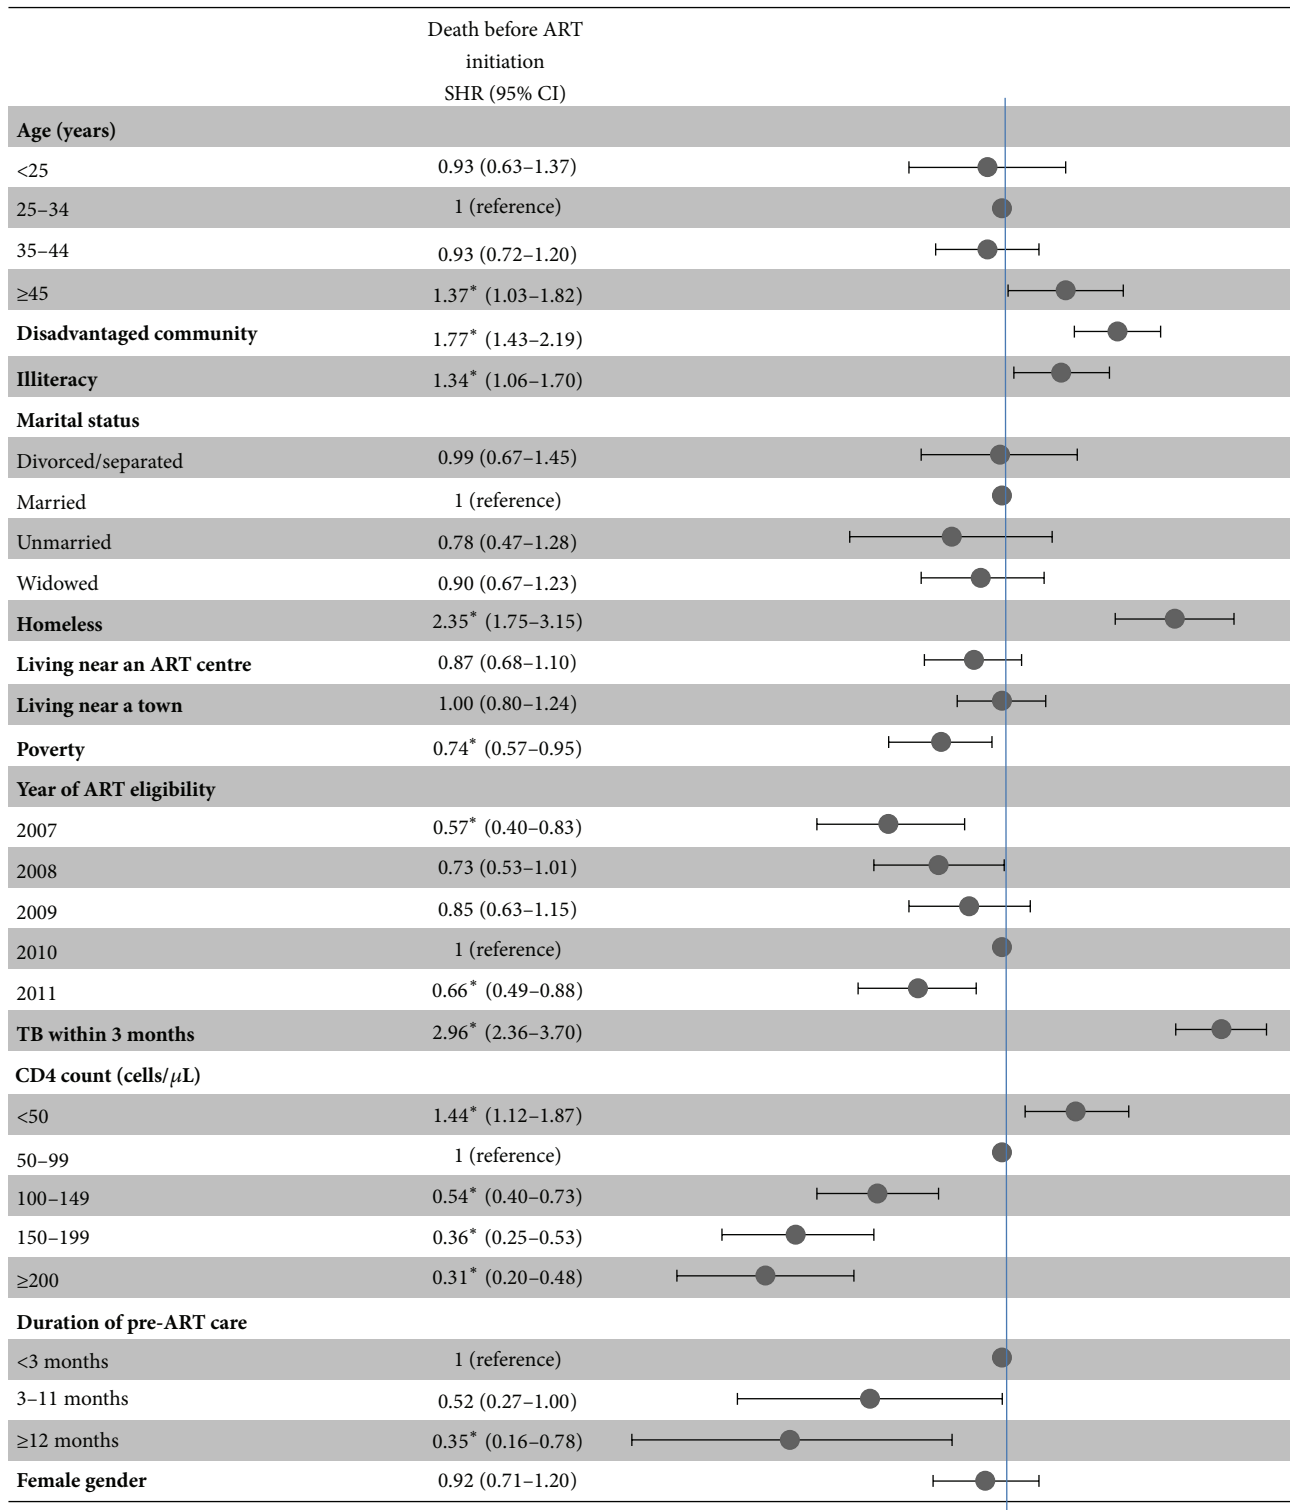 Death before ART
initiation
SHR (95% CI)
Age (years)
<25 0.93 (0.63–1.37)
25–34 1 (reference)
35–44 0.93 (0.72–1.20)
≥45 1.37* (1.03–1.82)
Disadvantaged community 1.77* (1.43–2.19)
Illiteracy 1.34* (1.06–1.70)
Marital status
Divorced/separated 0.99 (0.67–1.45)
Married 1 (reference)
Unmarried 0.78 (0.47–1.28)
Widowed 0.90 (0.67–1.23)
Homeless 2.35* (1.75–3.15)
Living near an ART centre 0.87 (0.68–1.10)
Living near a town 1.00 (0.80–1.24)
Poverty 0.74* (0.57–0.95)
Year of ART eligibility
2007 0.57* (0.40–0.83)
2008 0.73 (0.53–1.01)
2009 0.85 (0.63–1.15)
2010 1 (reference)
2011 0.66* (0.49–0.88)
TB within 3 months 2.96* (2.36–3.70)
CD4 count (cells/μL)
<50 1.44* (1.12–1.87)
50–99 1 (reference)
100–149 0.54* (0.40–0.73)
150–199 0.36* (0.25–0.53)
≥200 0.31* (0.20–0.48)
Duration of pre-ART care
<3 months 1 (reference)
3–11 months 0.52 (0.27–1.00)
≥12 months 0.35* (0.16–0.78)
Female gender 0.92 (0.71–1.20)